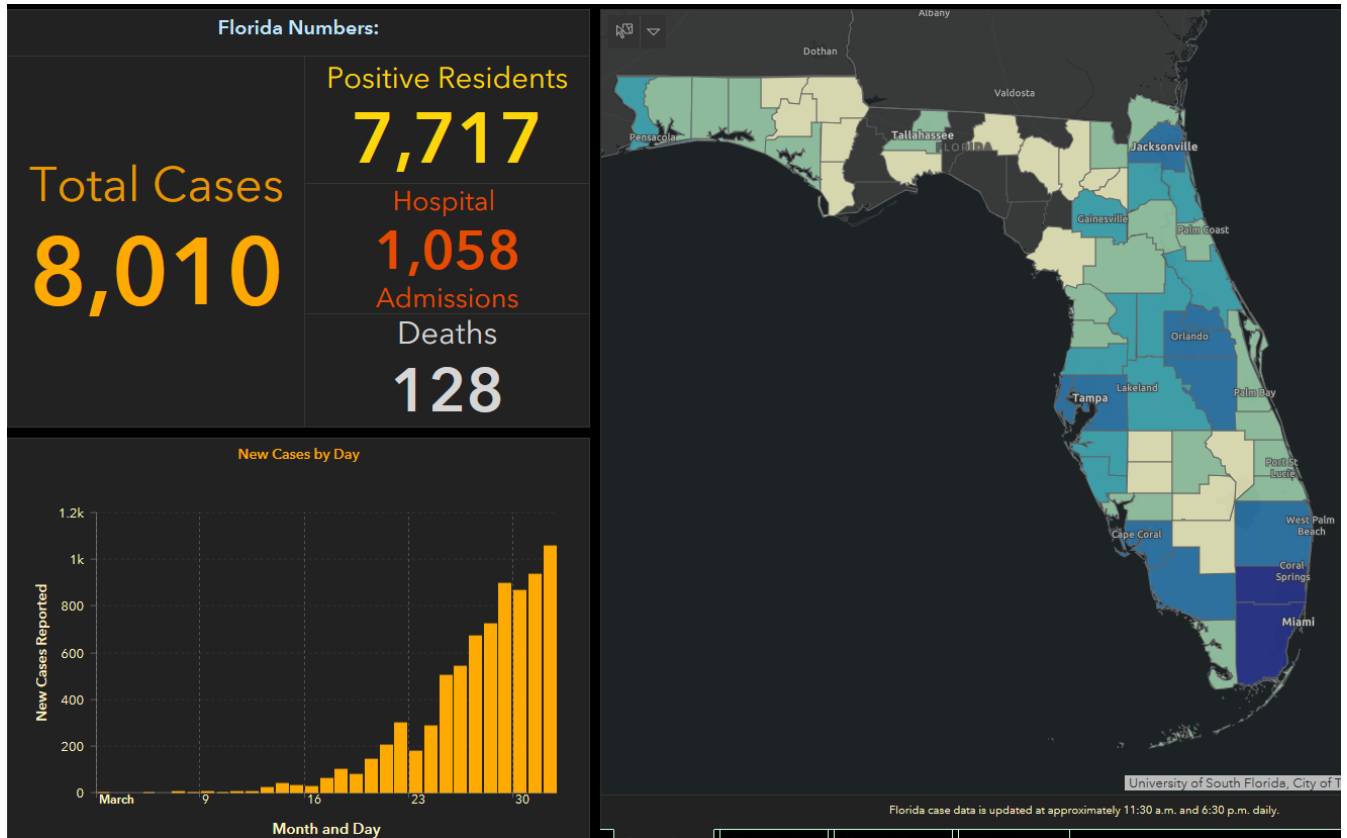 Florida Numbers:
Total Cases
8,010
Positive Residents
7,717
Hospital
1,058
Admissions
Deaths
128
New Cases by Day
New Cases Reported
1.2k
1k
800
600
400
200
0
March
9
16
23
30
Month and Day
Albany
Dothan
Valdosta
Pensacola
Tallahassee
FLORIDA
Jacksonville
Gainesville
Palm Coast
Orlando
Lakeland
Tampa
Palm Bay
Port St
Lucie
Cape Coral
West Palm
Beach
Coral
Springs
Miami
University of South Florida, City of T
Florida case data is updated at approximately 11:30 a.m. and 6:30 p.m. daily.